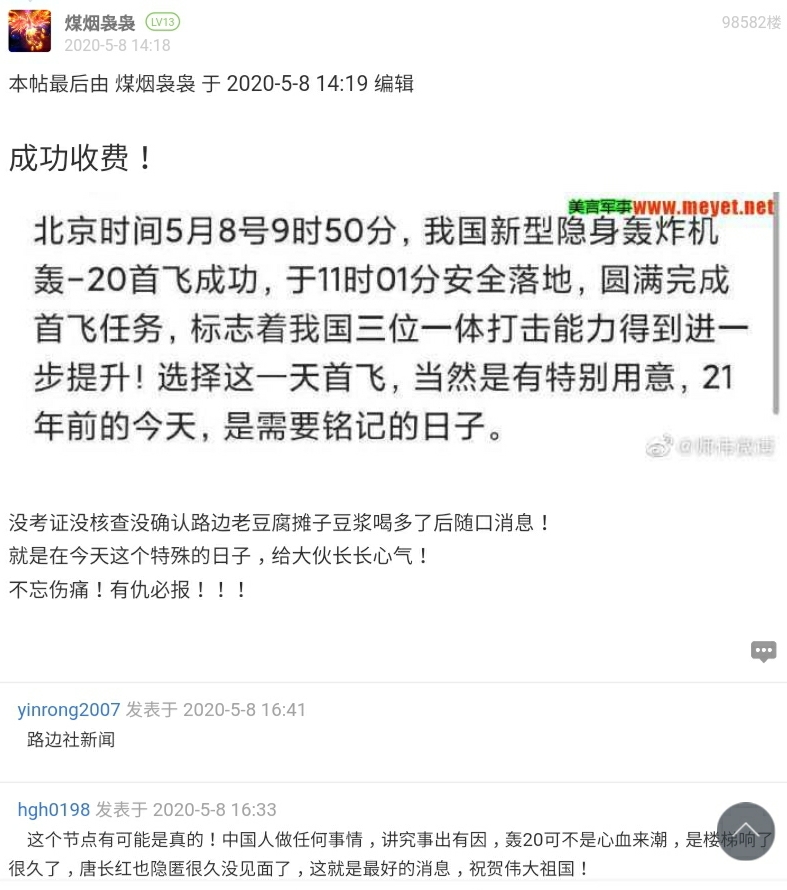 煤烟袅袅 LV13
98582楼
2020-5-8 14:18
本帖最后由 煤烟袅袅 于 2020-5-8 14:19 编辑
成功收费！
美言军事www.meyet.net
北京时间5月8号9时50分，我国新型隐身轰炸机
轰-20首飞成功，于11时01分安全落地，圆满完成
首飞任务，标志着我国三位一体打击能力得到进一
步提升！选择这一天首飞，当然是有特别用意，21
年前的今天，是需要铭记的日子。
@师伟微博
没考证没核查没确认路边老豆腐摊子豆浆喝多了后随口消息！
就是在今天这个特殊的日子，给大伙长长心气！
不忘伤痛！有仇必报！！！
yinrong2007 发表于 2020-5-8 16:41
路边社新闻
hgh0198 发表于 2020-5-8 16:33
这个节点有可能是真的！中国人做任何事情，讲究事出有因，轰20可不是心血来潮，是楼梯响了
很久了，唐长红也隐匿很久没见面了，这就是最好的消息，祝贺伟大祖国！